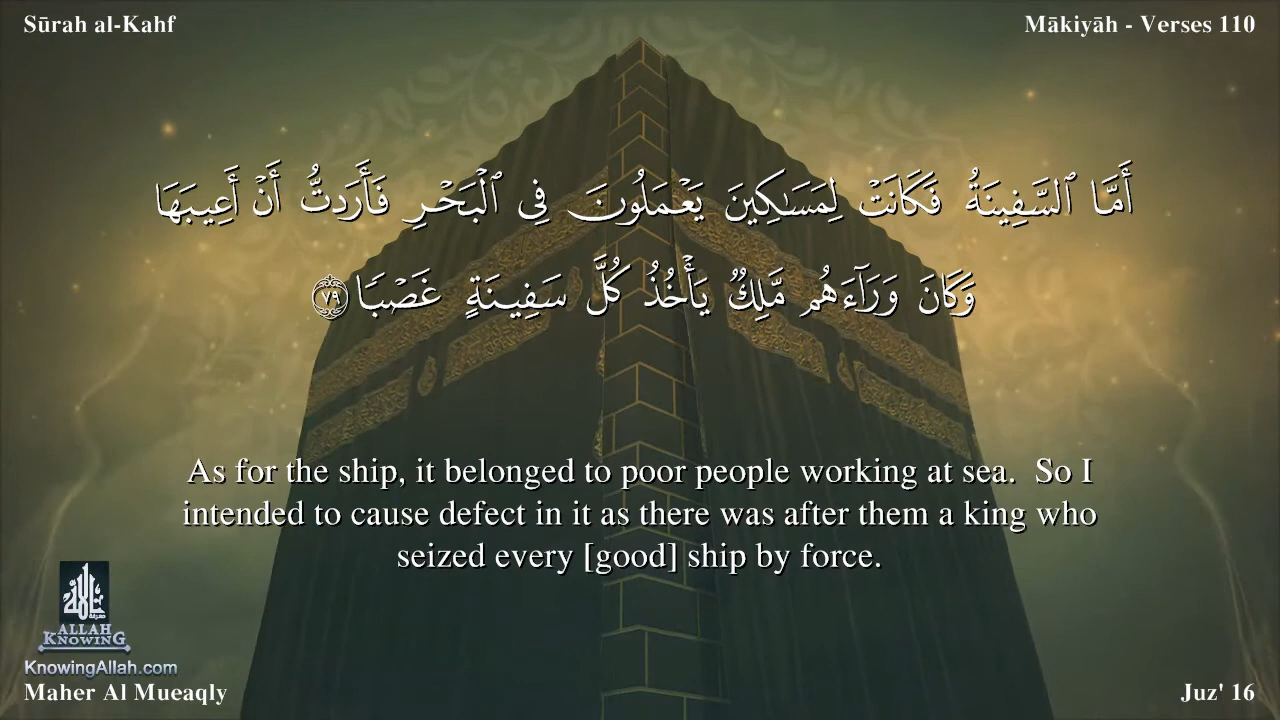 Sūrah al-Kahf
Mākiyāh - Verses 110
أَمَّا ٱلسَّفِينَةُ فَكَانَتْ لِمَسَـٰكِينَ يَعْمَلُونَ فِى ٱلْبَحْرِ فَأَرَدتُّ أَنْ أَعِيبَهَا
وَكَانَ وَرَآءَهُم مَّلِكٌ يَأْخُذُ كُلَّ سَفِينَةٍ غَصْبًا ٧٩
As for the ship, it belonged to poor people working at sea.  So I
intended to cause defect in it as there was after them a king who
seized every [good] ship by force.
ALLAH
KNOWING
KnowingAllah.com
Maher Al Mueaqly
Juz' 16